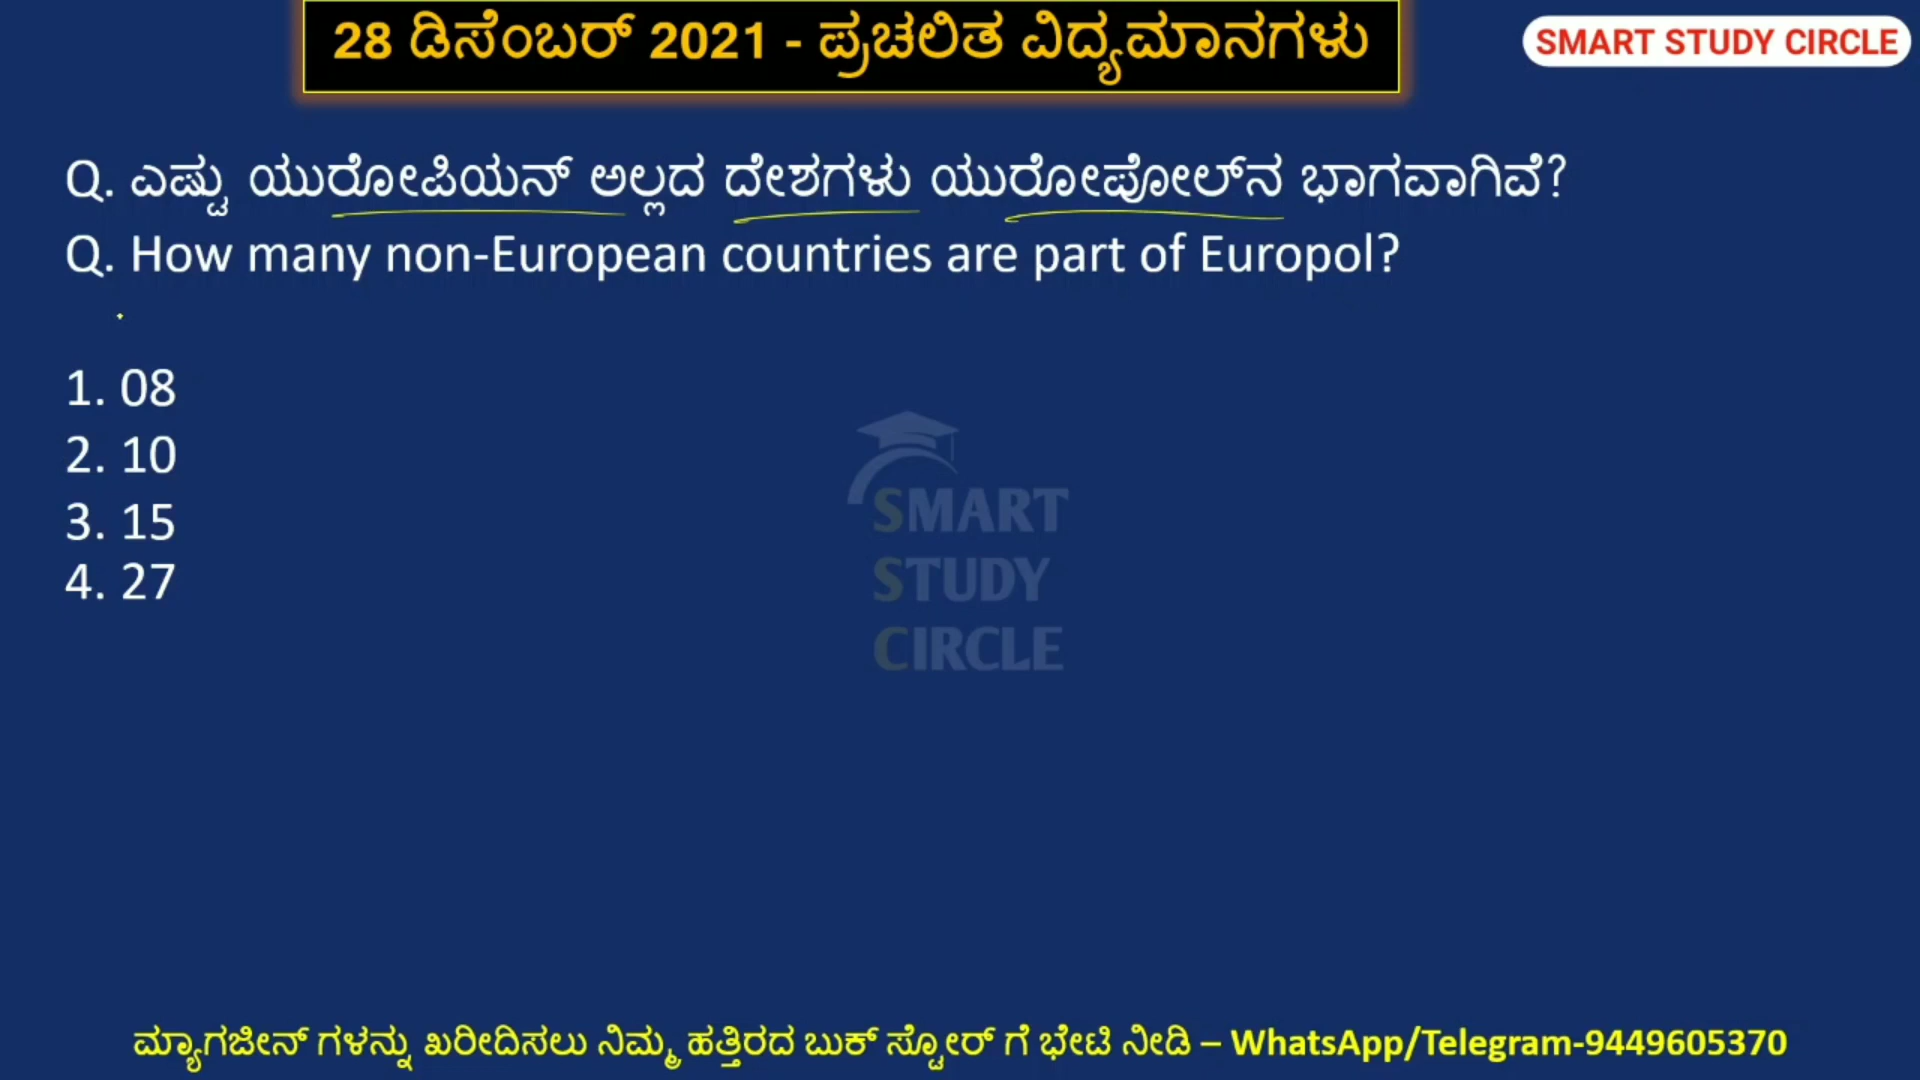 28 ಡಿಸೆಂಬರ್ 2021 - ಪ್ರಚಲಿತ ವಿದ್ಯಮಾನಗಳು
SMART STUDY CIRCLE
Q. ಎಷ್ಟು ಯುರೋಪಿಯನ್ ಅಲ್ಲದ ದೇಶಗಳು ಯುರೋಪೋಲ್‌ನ ಭಾಗವಾಗಿವೆ?
Q. How many non-European countries are part of Europol?
1. 08
2. 10
3. 15
4. 27
SMART
STUDY
CIRCLE
ಮ್ಯಾಗಜೀನ್ ಗಳನ್ನು ಖರೀದಿಸಲು ನಿಮ್ಮ ಹತ್ತಿರದ ಬುಕ್ ಸ್ಟೋರ್ ಗೆ ಭೇಟಿ ನೀಡಿ – WhatsApp/Telegram-9449605370